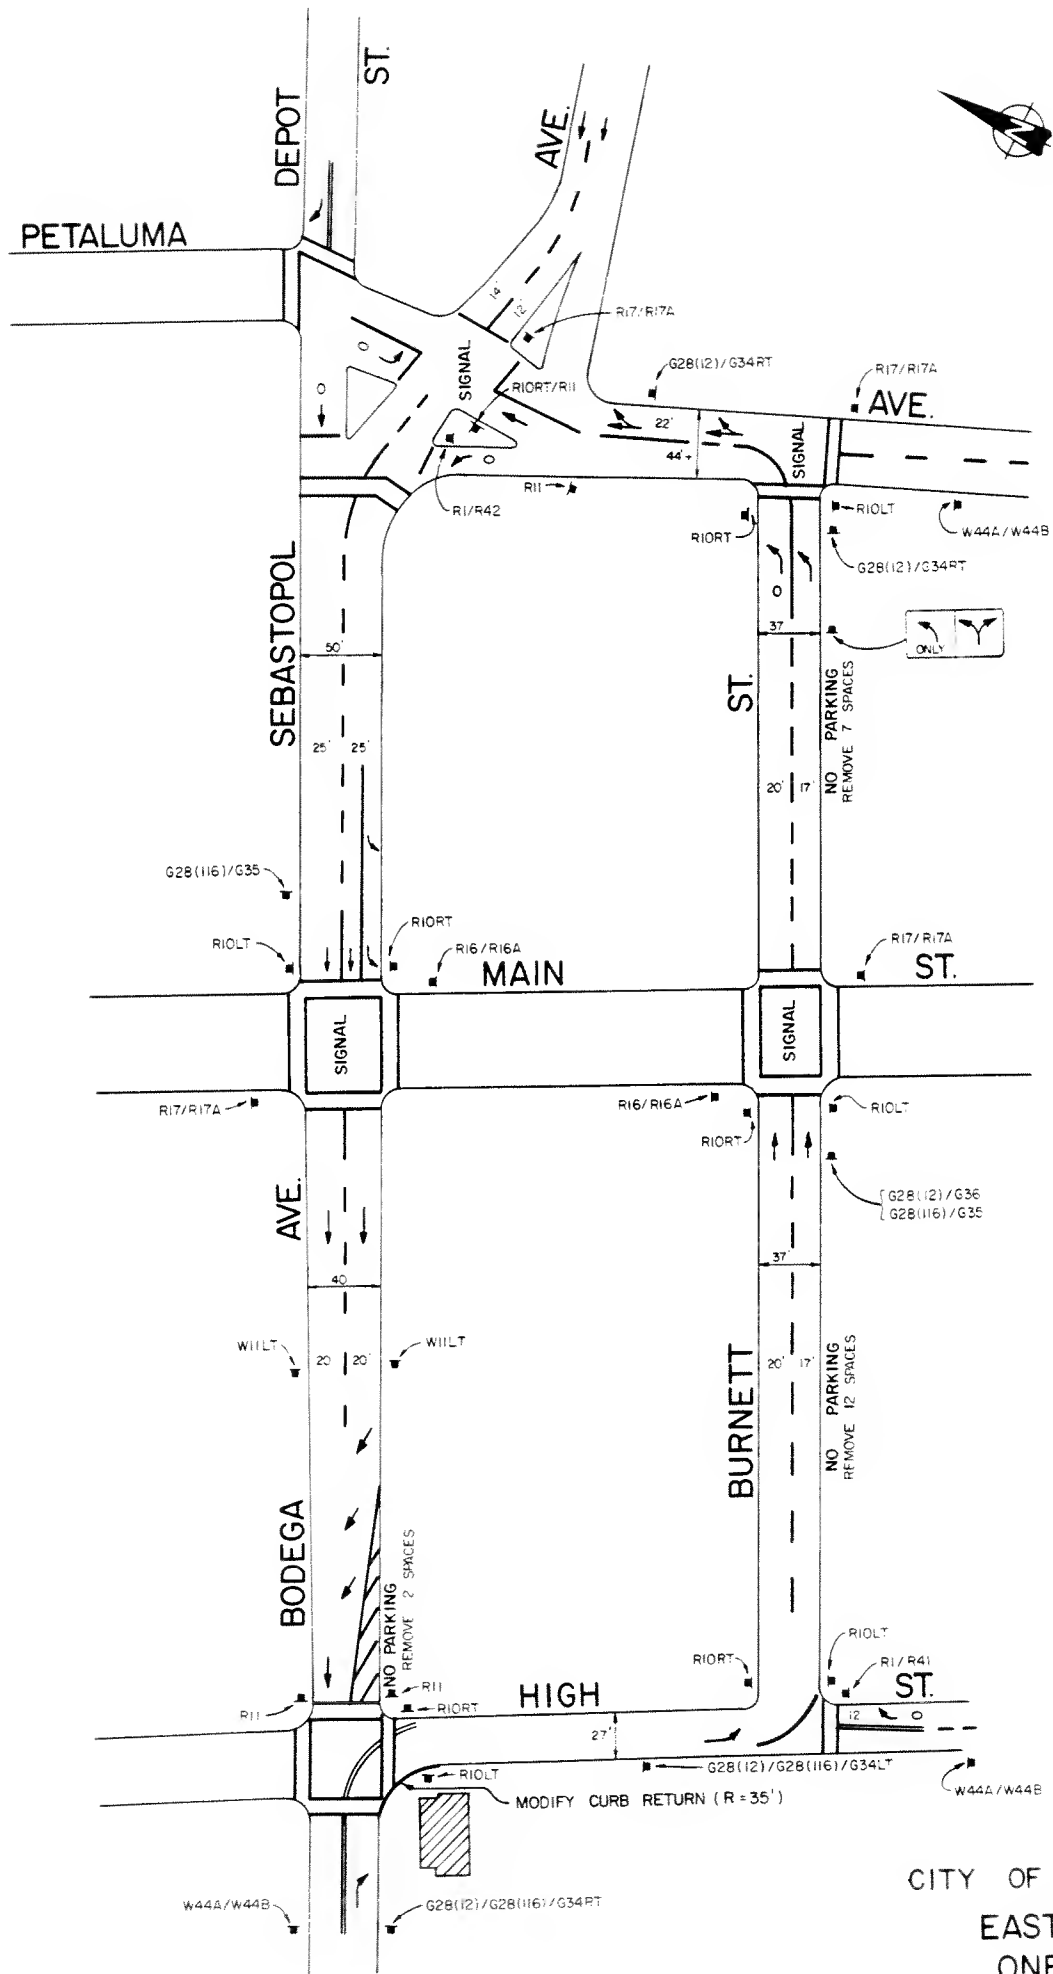 DEPOT
ST.
AVE.
N
PETALUMA
14'
12'
R17/R17A
SIGNAL
R10RT/R11
G28(12)/G34RT
R17/R17A
AVE.
22'
44'±
SIGNAL
R11
R1/R42
R10RT
R10LT
W44A/W44B
G28(12)/G34RT
ONLY
SEBASTOPOL
50'
25'
25'
ST.
37
20'
17'
NO PARKING
REMOVE 7 SPACES
G28(116)/G35
R10LT
R10RT
R16/R16A
MAIN
R17/R17A
ST.
SIGNAL
SIGNAL
R17/R17A
R16/R16A
R10RT
R10LT
G28(12)/G36
G28(116)/G35
AVE.
40
37'
W11LT
20
20'
W11LT
20'
17'
NO PARKING
REMOVE 12 SPACES
BURNETT
BODEGA
NO PARKING
REMOVE 2 SPACES
R11
R11
R10RT
HIGH
R10RT
R10LT
R1/R41
ST.
12
27'
R10LT
G28(12)/G28(116)/G34LT
W44A/W44B
MODIFY CURB RETURN (R=35')
W44A/W44B
G28(12)/G28(116)/G34RT
CITY OF
EAST
ONE